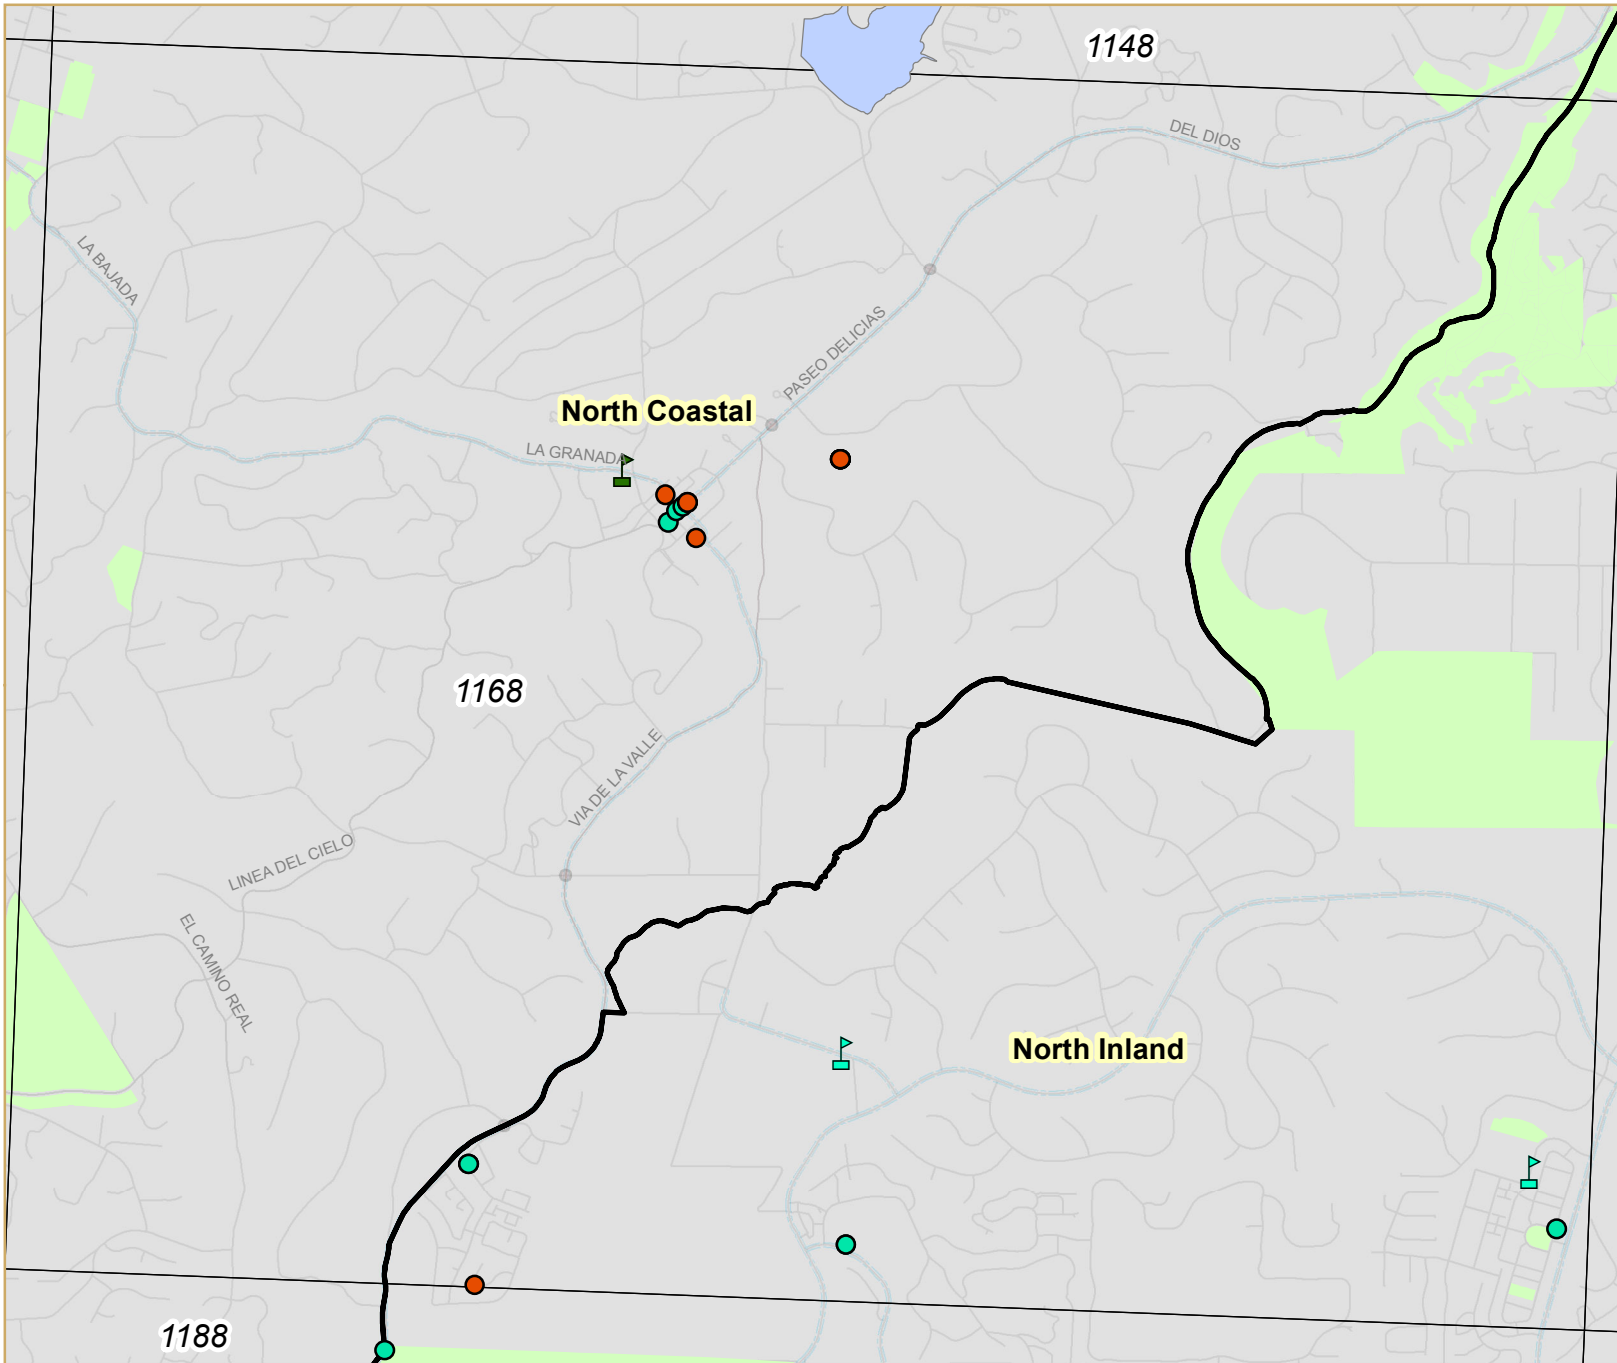 1148
DEL DIOS
LA BAJADA
PASEO DELICIAS
North Coastal
LA GRANADA
1168
VIA DE LA VALLE
LINEA DEL CIELO
EL CAMINO REAL
North Inland
1188